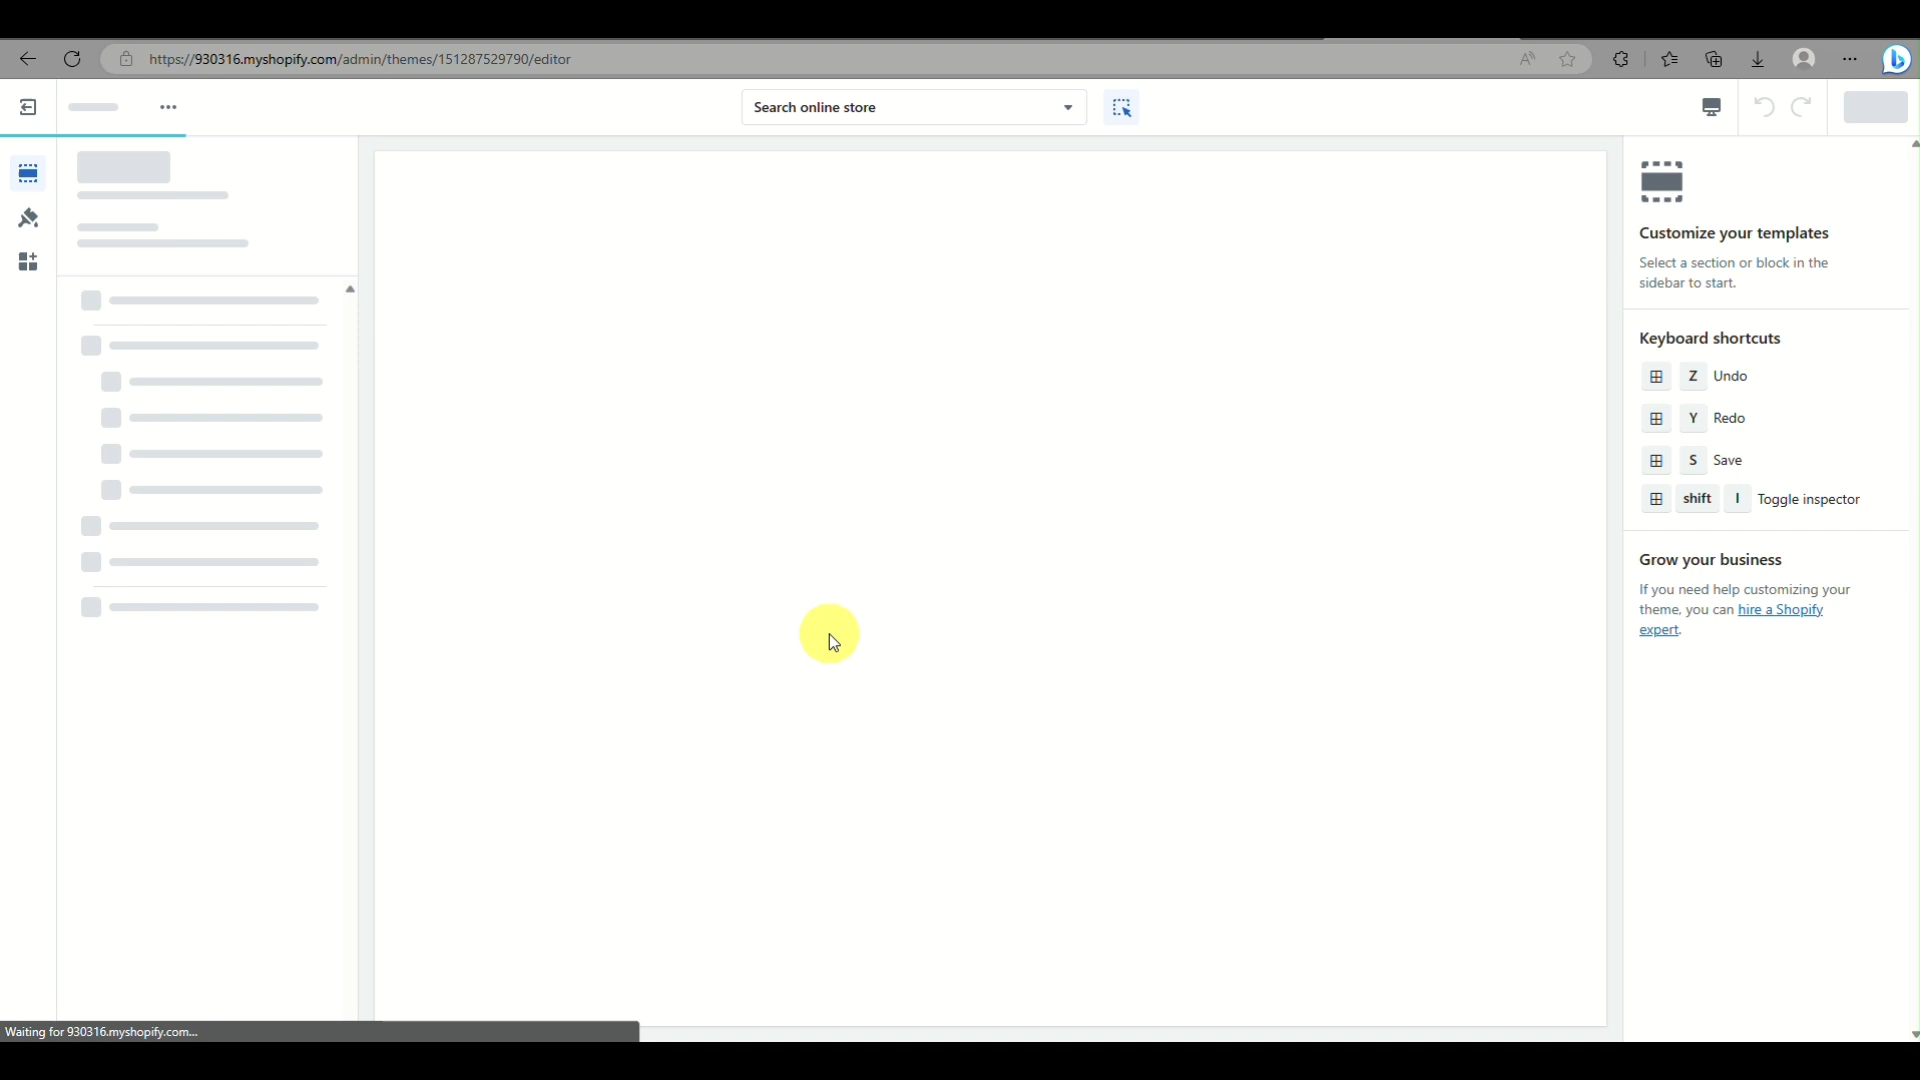 https://930316.myshopify.com/admin/themes/151287529790/editor
Search online store
Customize your templates
Select a section or block in the
sidebar to start.
Keyboard shortcuts
Z Undo
Y Redo
S Save
shift I Toggle inspector
Grow your business
If you need help customizing your
theme, you can hire a Shopify
expert.
Waiting for 930316.myshopify.com...